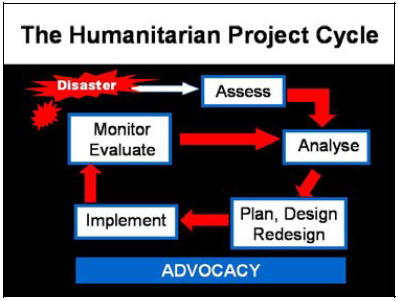 The Humanitarian Project Cycle
Disaster
Assess
Monitor
Evaluate
Analyse
Implement
Plan, Design
Redesign
ADVOCACY